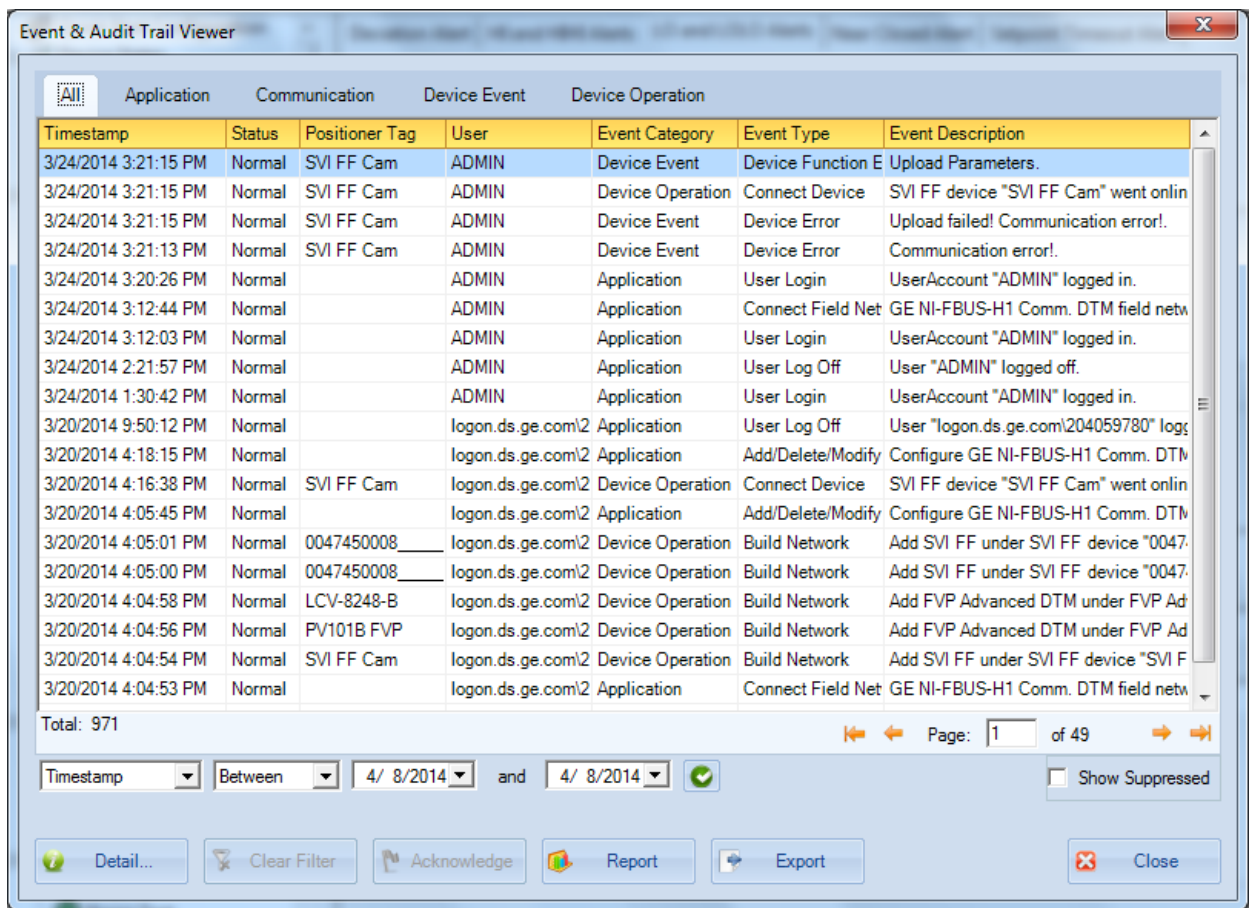 Event & Audit Trail Viewer
All Application Communication Device Event Device Operation
Timestamp Status Positioner Tag User Event Category Event Type Event Description
3/24/2014 3:21:15 PM Normal SVI FF Cam ADMIN Device Event Device Function E Upload Parameters.
3/24/2014 3:21:15 PM Normal SVI FF Cam ADMIN Device Operation Connect Device SVI FF device "SVI FF Cam" went onlin
3/24/2014 3:21:15 PM Normal SVI FF Cam ADMIN Device Event Device Error Upload failed! Communication error!.
3/24/2014 3:21:13 PM Normal SVI FF Cam ADMIN Device Event Device Error Communication error!.
3/24/2014 3:20:26 PM Normal ADMIN Application User Login UserAccount "ADMIN" logged in.
3/24/2014 3:12:44 PM Normal ADMIN Application Connect Field Net GE NI-FBUS-H1 Comm. DTM field netw
3/24/2014 3:12:03 PM Normal ADMIN Application User Login UserAccount "ADMIN" logged in.
3/24/2014 2:21:57 PM Normal ADMIN Application User Log Off User "ADMIN" logged off.
3/24/2014 1:30:42 PM Normal ADMIN Application User Login UserAccount "ADMIN" logged in.
3/20/2014 9:50:12 PM Normal logon.ds.ge.com\2 Application User Log Off User "logon.ds.ge.com\204059780" logg
3/20/2014 4:18:15 PM Normal logon.ds.ge.com\2 Application Add/Delete/Modify Configure GE NI-FBUS-H1 Comm. DTM
3/20/2014 4:16:38 PM Normal SVI FF Cam logon.ds.ge.com\2 Device Operation Connect Device SVI FF device "SVI FF Cam" went onlin
3/20/2014 4:05:45 PM Normal logon.ds.ge.com\2 Application Add/Delete/Modify Configure GE NI-FBUS-H1 Comm. DTM
3/20/2014 4:05:01 PM Normal 0047450008______ logon.ds.ge.com\2 Device Operation Build Network Add SVI FF under SVI FF device "0047
3/20/2014 4:05:00 PM Normal 0047450008______ logon.ds.ge.com\2 Device Operation Build Network Add SVI FF under SVI FF device "0047
3/20/2014 4:04:58 PM Normal LCV-8248-B logon.ds.ge.com\2 Device Operation Build Network Add FVP Advanced DTM under FVP Ad
3/20/2014 4:04:56 PM Normal PV101B FVP logon.ds.ge.com\2 Device Operation Build Network Add FVP Advanced DTM under FVP Ad
3/20/2014 4:04:54 PM Normal SVI FF Cam logon.ds.ge.com\2 Device Operation Build Network Add SVI FF under SVI FF device "SVI F
3/20/2014 4:04:53 PM Normal logon.ds.ge.com\2 Application Connect Field Net GE NI-FBUS-H1 Comm. DTM field netw
Total: 971 Page: 1 of 49
Timestamp Between 4/ 8/2014 and 4/ 8/2014 Show Suppressed
Detail... Clear Filter Acknowledge Report Export Close